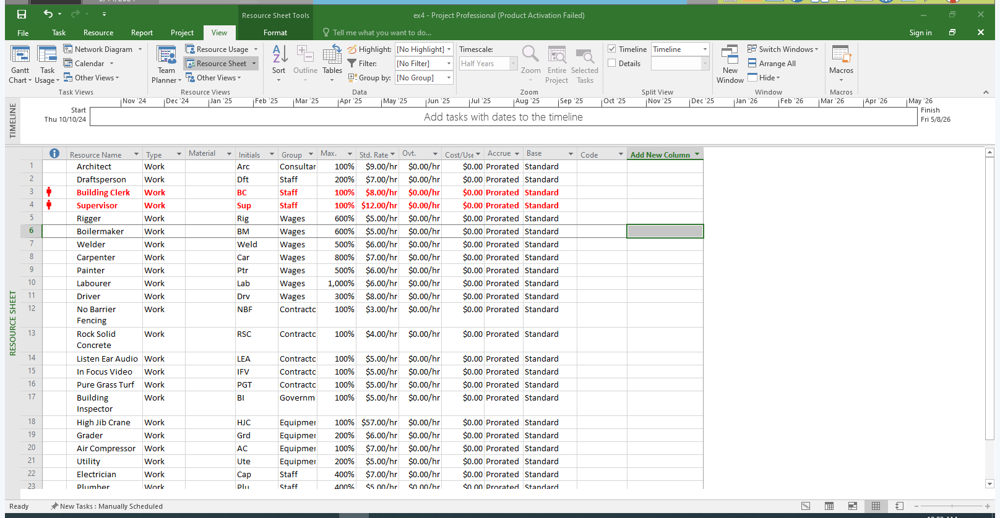 Resource Sheet Tools
ex4 - Project Professional (Product Activation Failed)
File Task Resource Report Project View Format Tell me what you want to do... Sign in
Gantt Chart
Task Usage
Network Diagram
Calendar
Other Views
Task Views
Team Planner
Resource Usage
Resource Sheet
Other Views
Resource Views
Sort
Outline
Tables
Highlight: [No Highlight]
Filter: [No Filter]
Group by: [No Group]
Data
Timescale:
Half Years
Zoom
Entire Project
Selected Tasks
Zoom
Timeline Timeline
Details
Split View
New Window
Switch Windows
Arrange All
Hide
Window
Macros
Macros
TIMELINE
Nov '24 Dec '24 Jan '25 Feb '25 Mar '25 Apr '25 May '25 Jun '25 Jul '25 Aug '25 Sep '25 Oct '25 Nov '25 Dec '25 Jan '26 Feb '26 Mar '26 Apr '26 May '26
Start
Thu 10/10/24
Add tasks with dates to the timeline
Finish
Fri 5/8/26
RESOURCE SHEET
Resource Name Type Material Initials Group Max. Std. Rate Ovt. Cost/Use Accrue Base Code Add New Column
1 Architect Work Arc Consultar 100% $9.00/hr $0.00/hr $0.00 Prorated Standard
2 Draftsperson Work Dft Staff 200% $7.00/hr $0.00/hr $0.00 Prorated Standard
3 Building Clerk Work BC Staff 100% $8.00/hr $0.00/hr $0.00 Prorated Standard
4 Supervisor Work Sup Staff 100% $12.00/hr $0.00/hr $0.00 Prorated Standard
5 Rigger Work Rig Wages 600% $5.00/hr $0.00/hr $0.00 Prorated Standard
6 Boilermaker Work BM Wages 600% $5.00/hr $0.00/hr $0.00 Prorated Standard
7 Welder Work Weld Wages 500% $6.00/hr $0.00/hr $0.00 Prorated Standard
8 Carpenter Work Car Wages 800% $7.00/hr $0.00/hr $0.00 Prorated Standard
9 Painter Work Ptr Wages 500% $6.00/hr $0.00/hr $0.00 Prorated Standard
10 Labourer Work Lab Wages 1,000% $6.00/hr $0.00/hr $0.00 Prorated Standard
11 Driver Work Drv Wages 300% $8.00/hr $0.00/hr $0.00 Prorated Standard
12 No Barrier Work NBF Contractc 100% $3.00/hr $0.00/hr $0.00 Prorated Standard
Fencing
13 Rock Solid Work RSC Contractc 100% $4.00/hr $0.00/hr $0.00 Prorated Standard
Concrete
14 Listen Ear Audio Work LEA Contractc 100% $5.00/hr $0.00/hr $0.00 Prorated Standard
15 In Focus Video Work IFV Contractc 100% $5.00/hr $0.00/hr $0.00 Prorated Standard
16 Pure Grass Turf Work PGT Contractc 100% $5.00/hr $0.00/hr $0.00 Prorated Standard
17 Building Work BI Governm 100% $5.00/hr $0.00/hr $0.00 Prorated Standard
Inspector
18 High Jib Crane Work HJC Equipmer 100% $57.00/hr $0.00/hr $0.00 Prorated Standard
19 Grader Work Grd Equipmer 200% $6.00/hr $0.00/hr $0.00 Prorated Standard
20 Air Compressor Work AC Equipmer 100% $7.00/hr $0.00/hr $0.00 Prorated Standard
21 Utility Work Ute Equipmer 200% $5.00/hr $0.00/hr $0.00 Prorated Standard
22 Electrician Work Cap Staff 400% $7.00/hr $0.00/hr $0.00 Prorated Standard
23 Plumber Work Plu Staff 400% $5.00/hr $0.00/hr $0.00 Prorated Standard
Ready New Tasks : Manually Scheduled